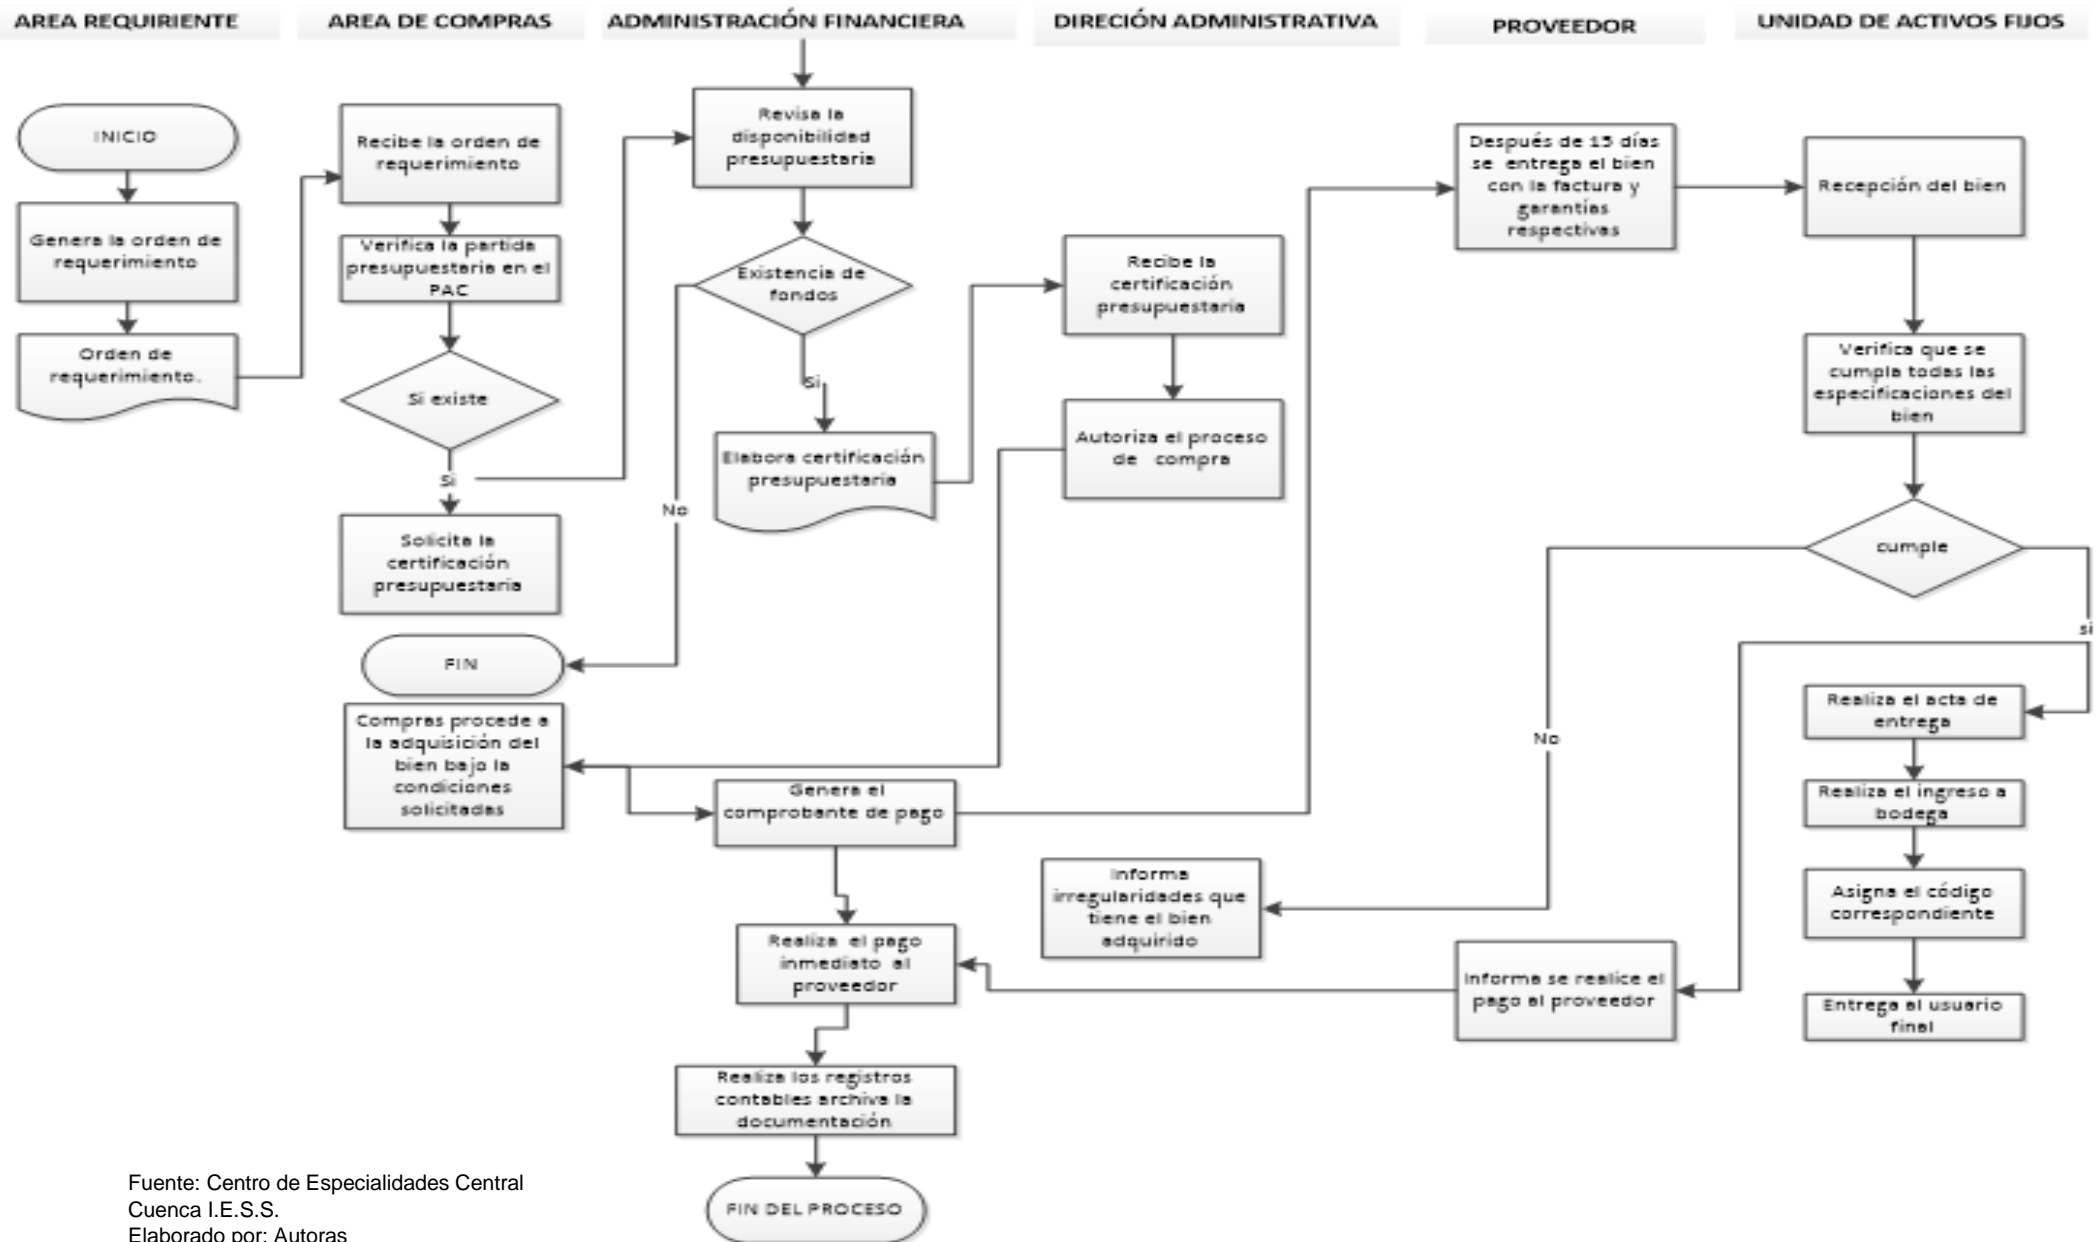 AREA REQUIRIENTE
AREA DE COMPRAS
ADMINISTRACIÓN FINANCIERA
DIRECIÓN ADMINISTRATIVA
PROVEEDOR
UNIDAD DE ACTIVOS FIJOS
INICIO
Genera la orden de
requerimiento
Orden de
requerimiento.
Recibe la orden de
requerimiento
Verifica la partida
presupuestaria en el
PAC
Si existe
Si
Solicita la
certificación
presupuestaria
FIN
Compras procede a
la adquisición del
bien bajo la
condiciones
solicitadas
Revisa la
disponibilidad
presupuestaria
Existencia de
fondos
Si
No
Elabora certificación
presupuestaria
Genera el
comprobante de pago
Realiza el pago
inmediato al
proveedor
Realiza los registros
contables archiva la
documentación
FIN DEL PROCESO
Recibe la
certificación
presupuestaria
Autoriza el proceso
de compra
Informa
irregularidades que
tiene el bien
adquirido
Después de 15 días
se entrega el bien
con la factura y
garantías
respectivas
No
Informa se realice el
pago al proveedor
Recepción del bien
Verifica que se
cumpla todas las
especificaciones del
bien
cumple
si
Realiza el acta de
entrega
Realiza el ingreso a
bodega
Asigna el código
correspondiente
Entrega al usuario
final
Fuente: Centro de Especialidades Central
Cuenca I.E.S.S.
Elaborado por: Autoras